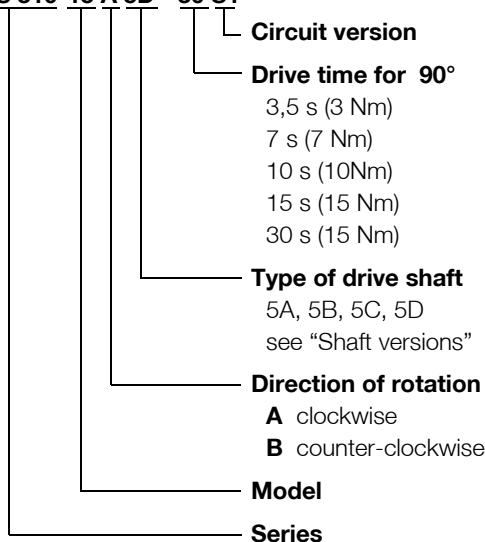 Circuit version
Drive time for 90°
3,5 s (3 Nm)
7 s (7 Nm)
10 s (10Nm)
15 s (15 Nm)
30 s (15 Nm)
Type of drive shaft
5A, 5B, 5C, 5D
see “Shaft versions”
Direction of rotation
A clockwise
B counter-clockwise
Model
Series